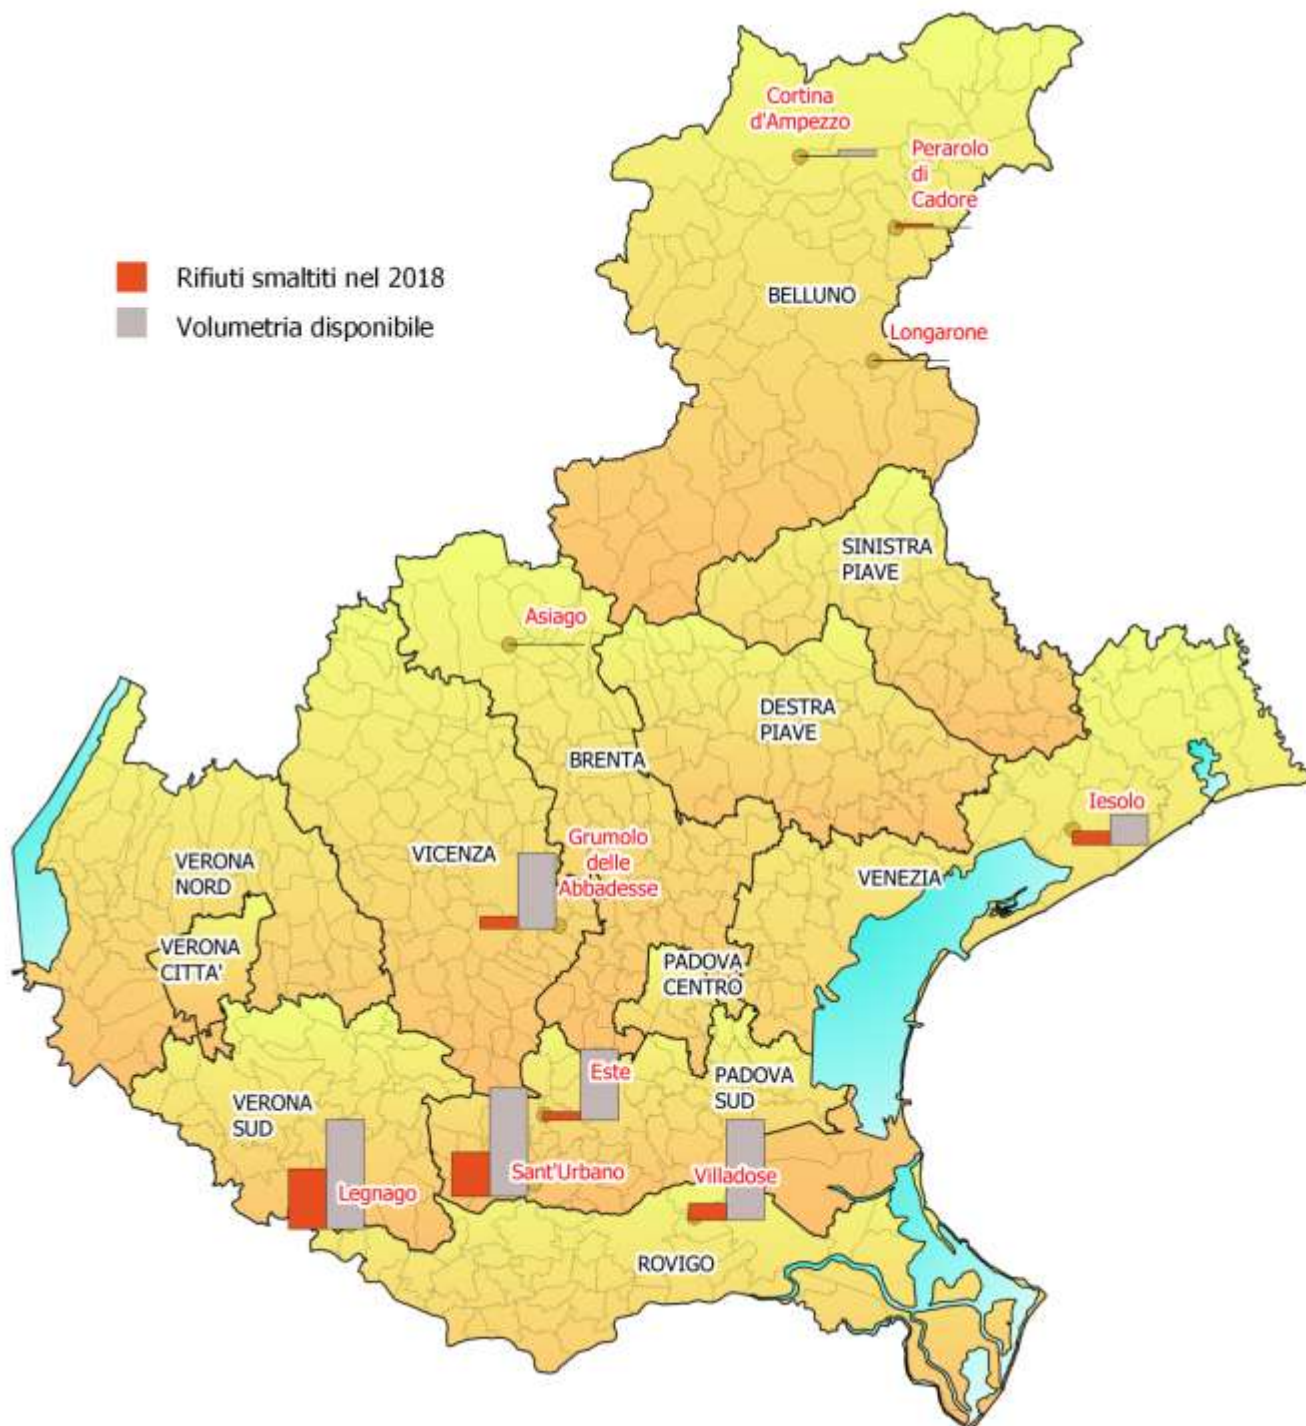 Cortina
d'Ampezzo
Perarolo
di
Cadore
Rifiuti smaltiti nel 2018
Volumetria disponibile
BELLUNO
Longarone
SINISTRA
PIAVE
Asiago
DESTRA
PIAVE
BRENTA
Iesolo
VERONA
NORD
VICENZA
Grumolo
delle
Abbadesse
VENEZIA
VERONA
CITTA'
PADOVA
CENTRO
Este
PADOVA
SUD
VERONA
SUD
Legnago
Sant'Urbano
Villadose
ROVIGO